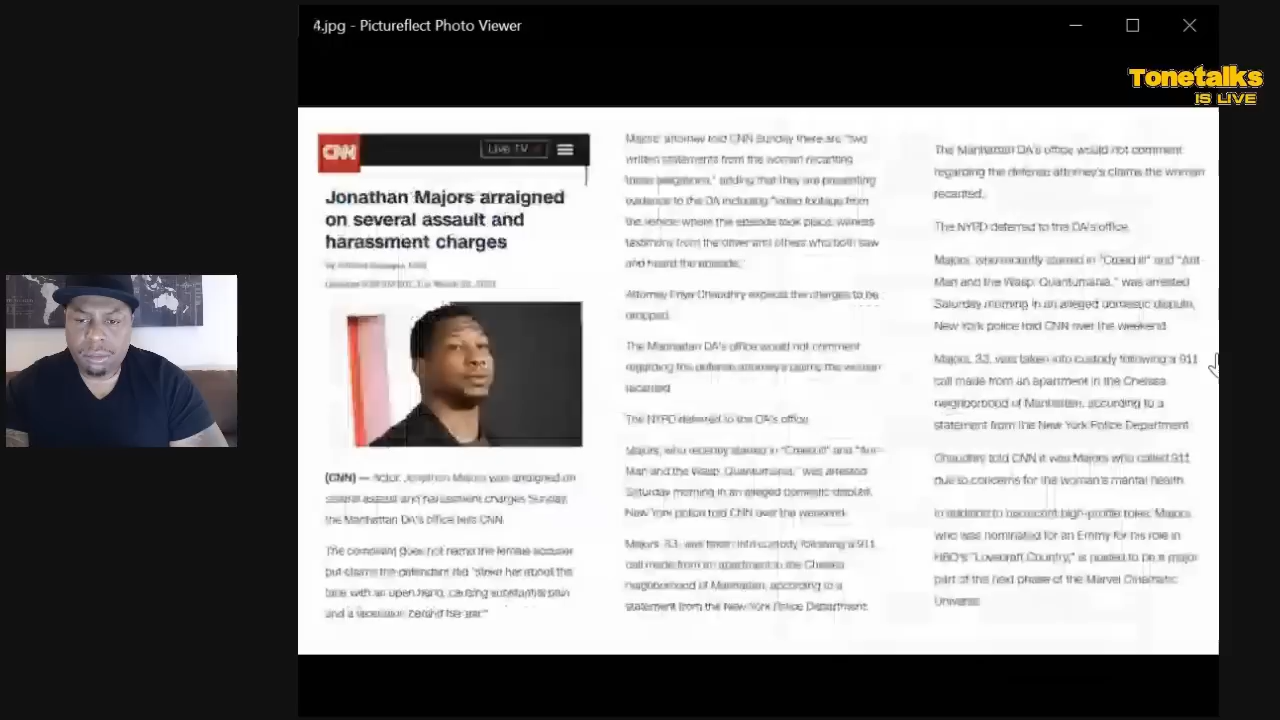 4.jpg - Pictureflect Photo Viewer
Tonetalks
IS LIVE
CNN
Live TV
Jonathan Majors arraigned
on several assault and
harassment charges
(CNN) — Actor Jonathan Majors was arraigned on
several assault and harassment charges Sunday,
the Manhattan DA's office tells CNN.
The complaint does not name the female accuser
but claims the defendant did "strike her about the
face with an open hand, causing substantial pain
and a laceration behind her ear."
Majors' attorney told CNN Sunday there are "two
written statements from the woman recanting
these allegations," adding that they are presenting
evidence to the DA including "video footage from
the vehicle where the episode took place, witness
testimony from the driver and others who both saw
and heard the episode."
Attorney Chaudhry expects the charges to be
dropped.
The Manhattan DA's office would not comment
regarding the defense attorney's claims the woman
recanted.
The NYPD deferred to the DA's office.
Majors, who recently starred in "Creed III" and "Ant-
Man and the Wasp: Quantumania," was arrested
Saturday morning in an alleged domestic dispute,
New York police told CNN over the weekend.
Majors, 33, was taken into custody following a 911
call made from an apartment in the Chelsea
neighborhood of Manhattan, according to a
statement from the New York Police Department.
The Manhattan DA's office would not comment
regarding the defense attorney's claims the woman
recanted.
The NYPD deferred to the DA's office.
Majors, who recently starred in "Creed III" and "Ant-
Man and the Wasp: Quantumania," was arrested
Saturday morning in an alleged domestic dispute,
New York police told CNN over the weekend.
Majors, 33, was taken into custody following a 911
call made from an apartment in the Chelsea
neighborhood of Manhattan, according to a
statement from the New York Police Department.
Chaudhry told CNN it was Majors who called 911
due to concerns for the woman's mental health.
In addition to his recent high-profile roles, Majors,
who was nominated for an Emmy for his role in
HBO's "Lovecraft Country," is posted to be a major
part of the next phase of the Marvel Cinematic
Universe.